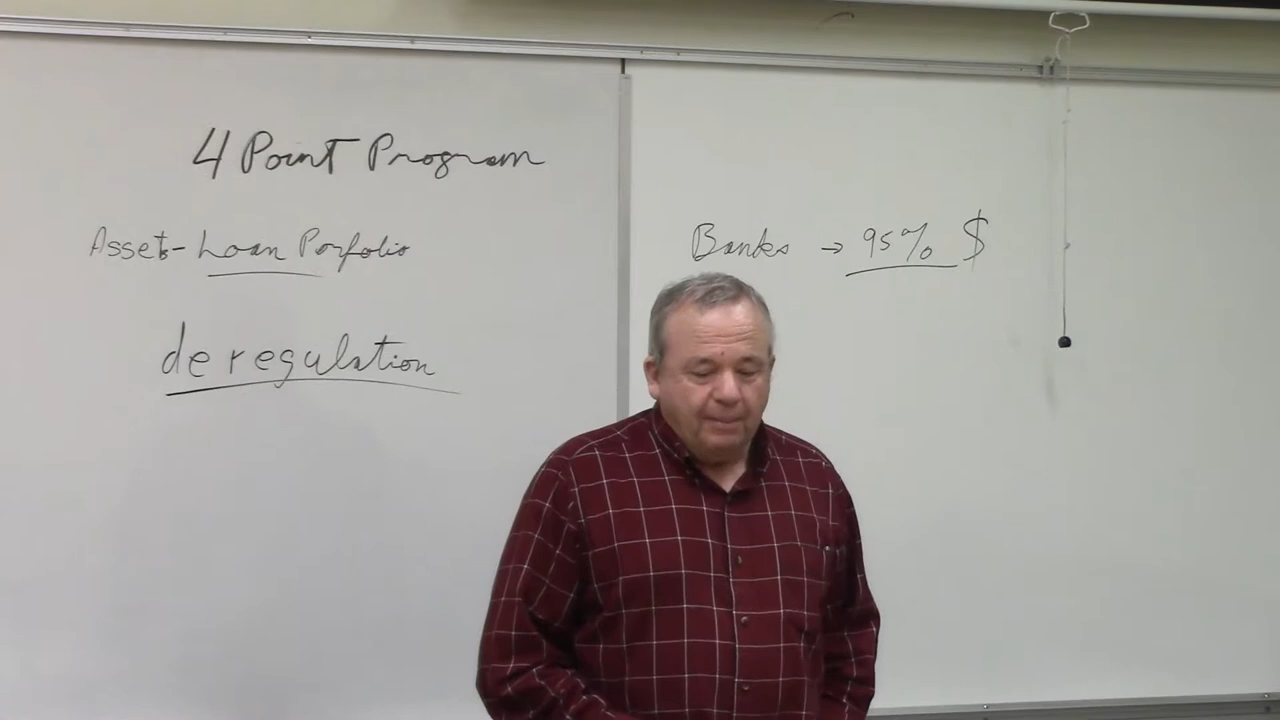 4 Point Program
Assets - Loan Porfolio
deregulation
Banks → 95% $